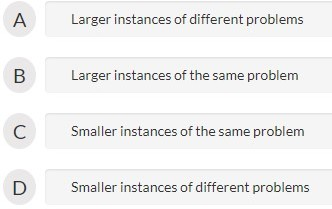 A Larger instances of different problems
B Larger instances of the same problem
C Smaller instances of the same problem
D Smaller instances of different problems